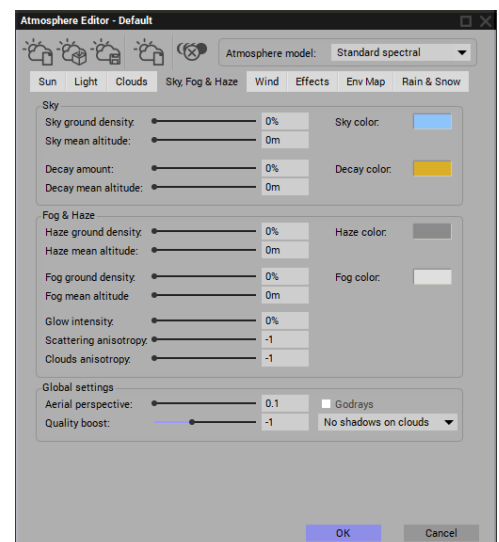 Atmosphere Editor - Default
Atmosphere model: Standard spectral
Sun Light Clouds Sky, Fog & Haze Wind Effects Env Map Rain & Snow
Sky
Sky ground density: 0% Sky color:
Sky mean altitude: 0m
Decay amount: 0% Decay color:
Decay mean altitude: 0m
Fog & Haze
Haze ground density: 0% Haze color:
Haze mean altitude: 0m
Fog ground density: 0% Fog color:
Fog mean altitude 0m
Glow intensity: 0%
Scattering anisotropy: -1
Clouds anisotropy: -1
Global settings
Aerial perspective: 0.1 Godrays
Quality boost: -1 No shadows on clouds
OK Cancel